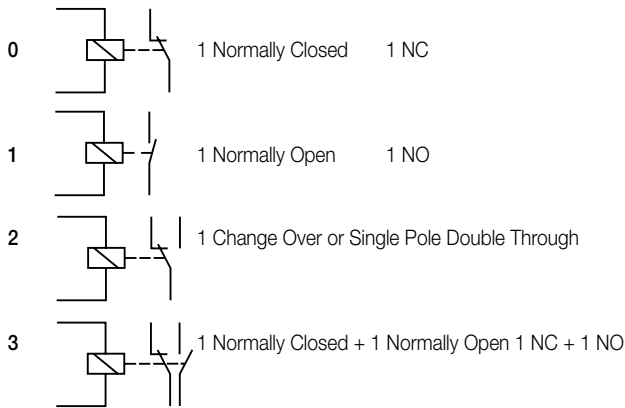 0 1 Normally Closed 1 NC
1 1 Normally Open 1 NO
2 1 Change Over or Single Pole Double Through
3 1 Normally Closed + 1 Normally Open 1 NC + 1 NO